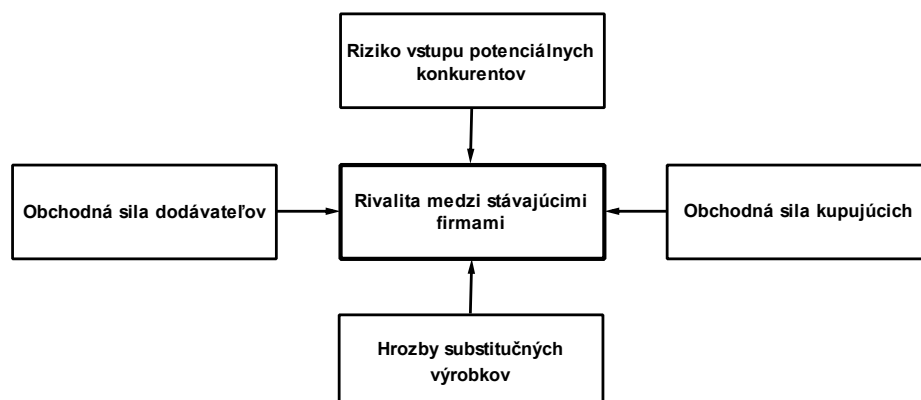 Riziko vstupu potenciálnych
konkurentov
Obchodná sila dodávateľov
Rivalita medzi stávajúcimi
firmami
Obchodná sila kupujúcich
Hrozby substitučných
výrobkov